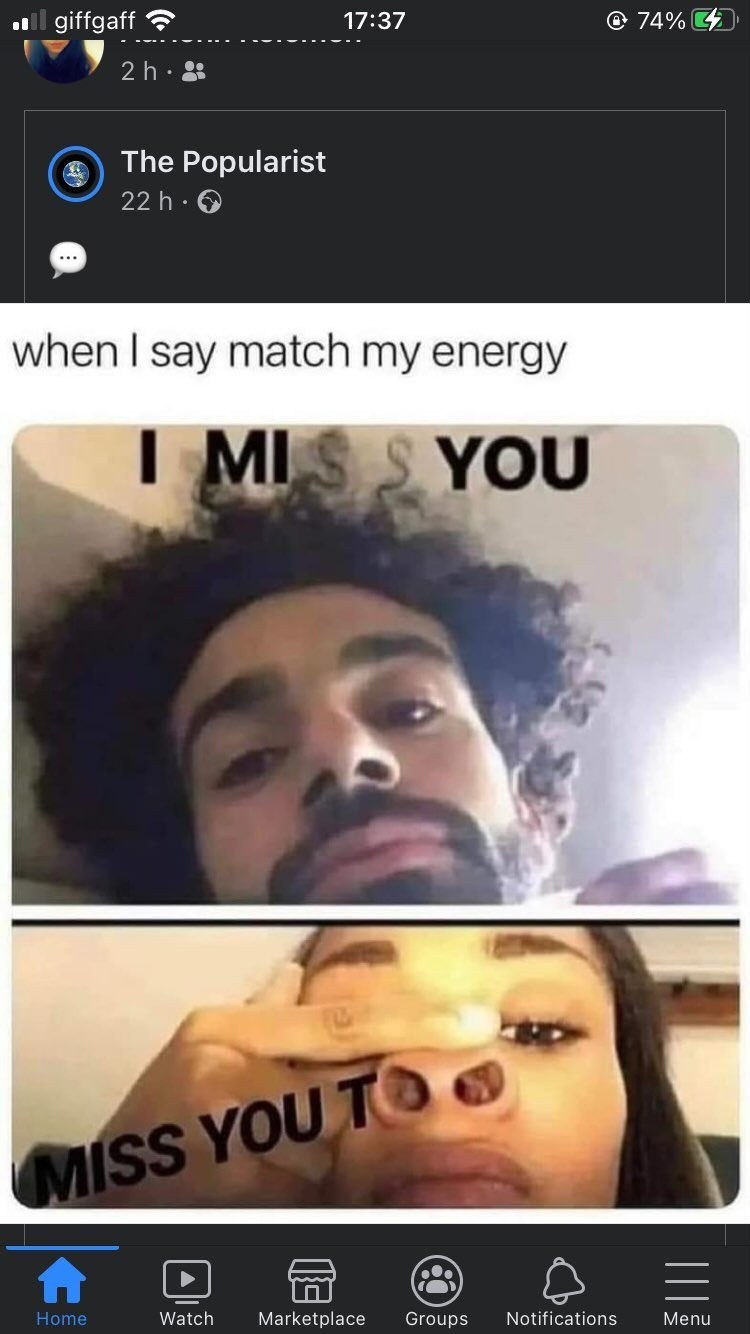 giffgaff 17:37 74%
2 h ·
The Popularist
22 h ·
when I say match my energy
I MISS YOU
MISS YOU TOO
Home Watch Marketplace Groups Notifications Menu